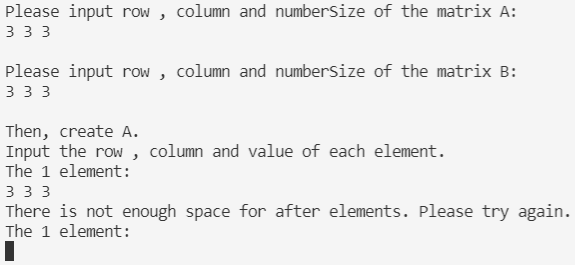 Please input row , column and numberSize of the matrix A:
3 3 3
Please input row , column and numberSize of the matrix B:
3 3 3
Then, create A.
Input the row , column and value of each element.
The 1 element:
3 3 3
There is not enough space for after elements. Please try again.
The 1 element: